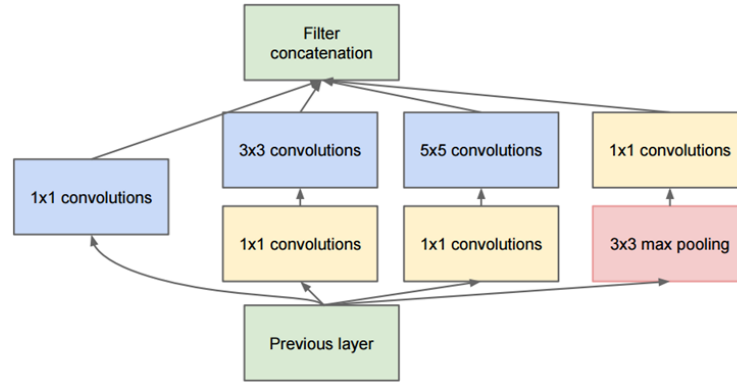 Filter
concatenation
3x3 convolutions
5x5 convolutions
1x1 convolutions
1x1 convolutions
1x1 convolutions
1x1 convolutions
3x3 max pooling
Previous layer